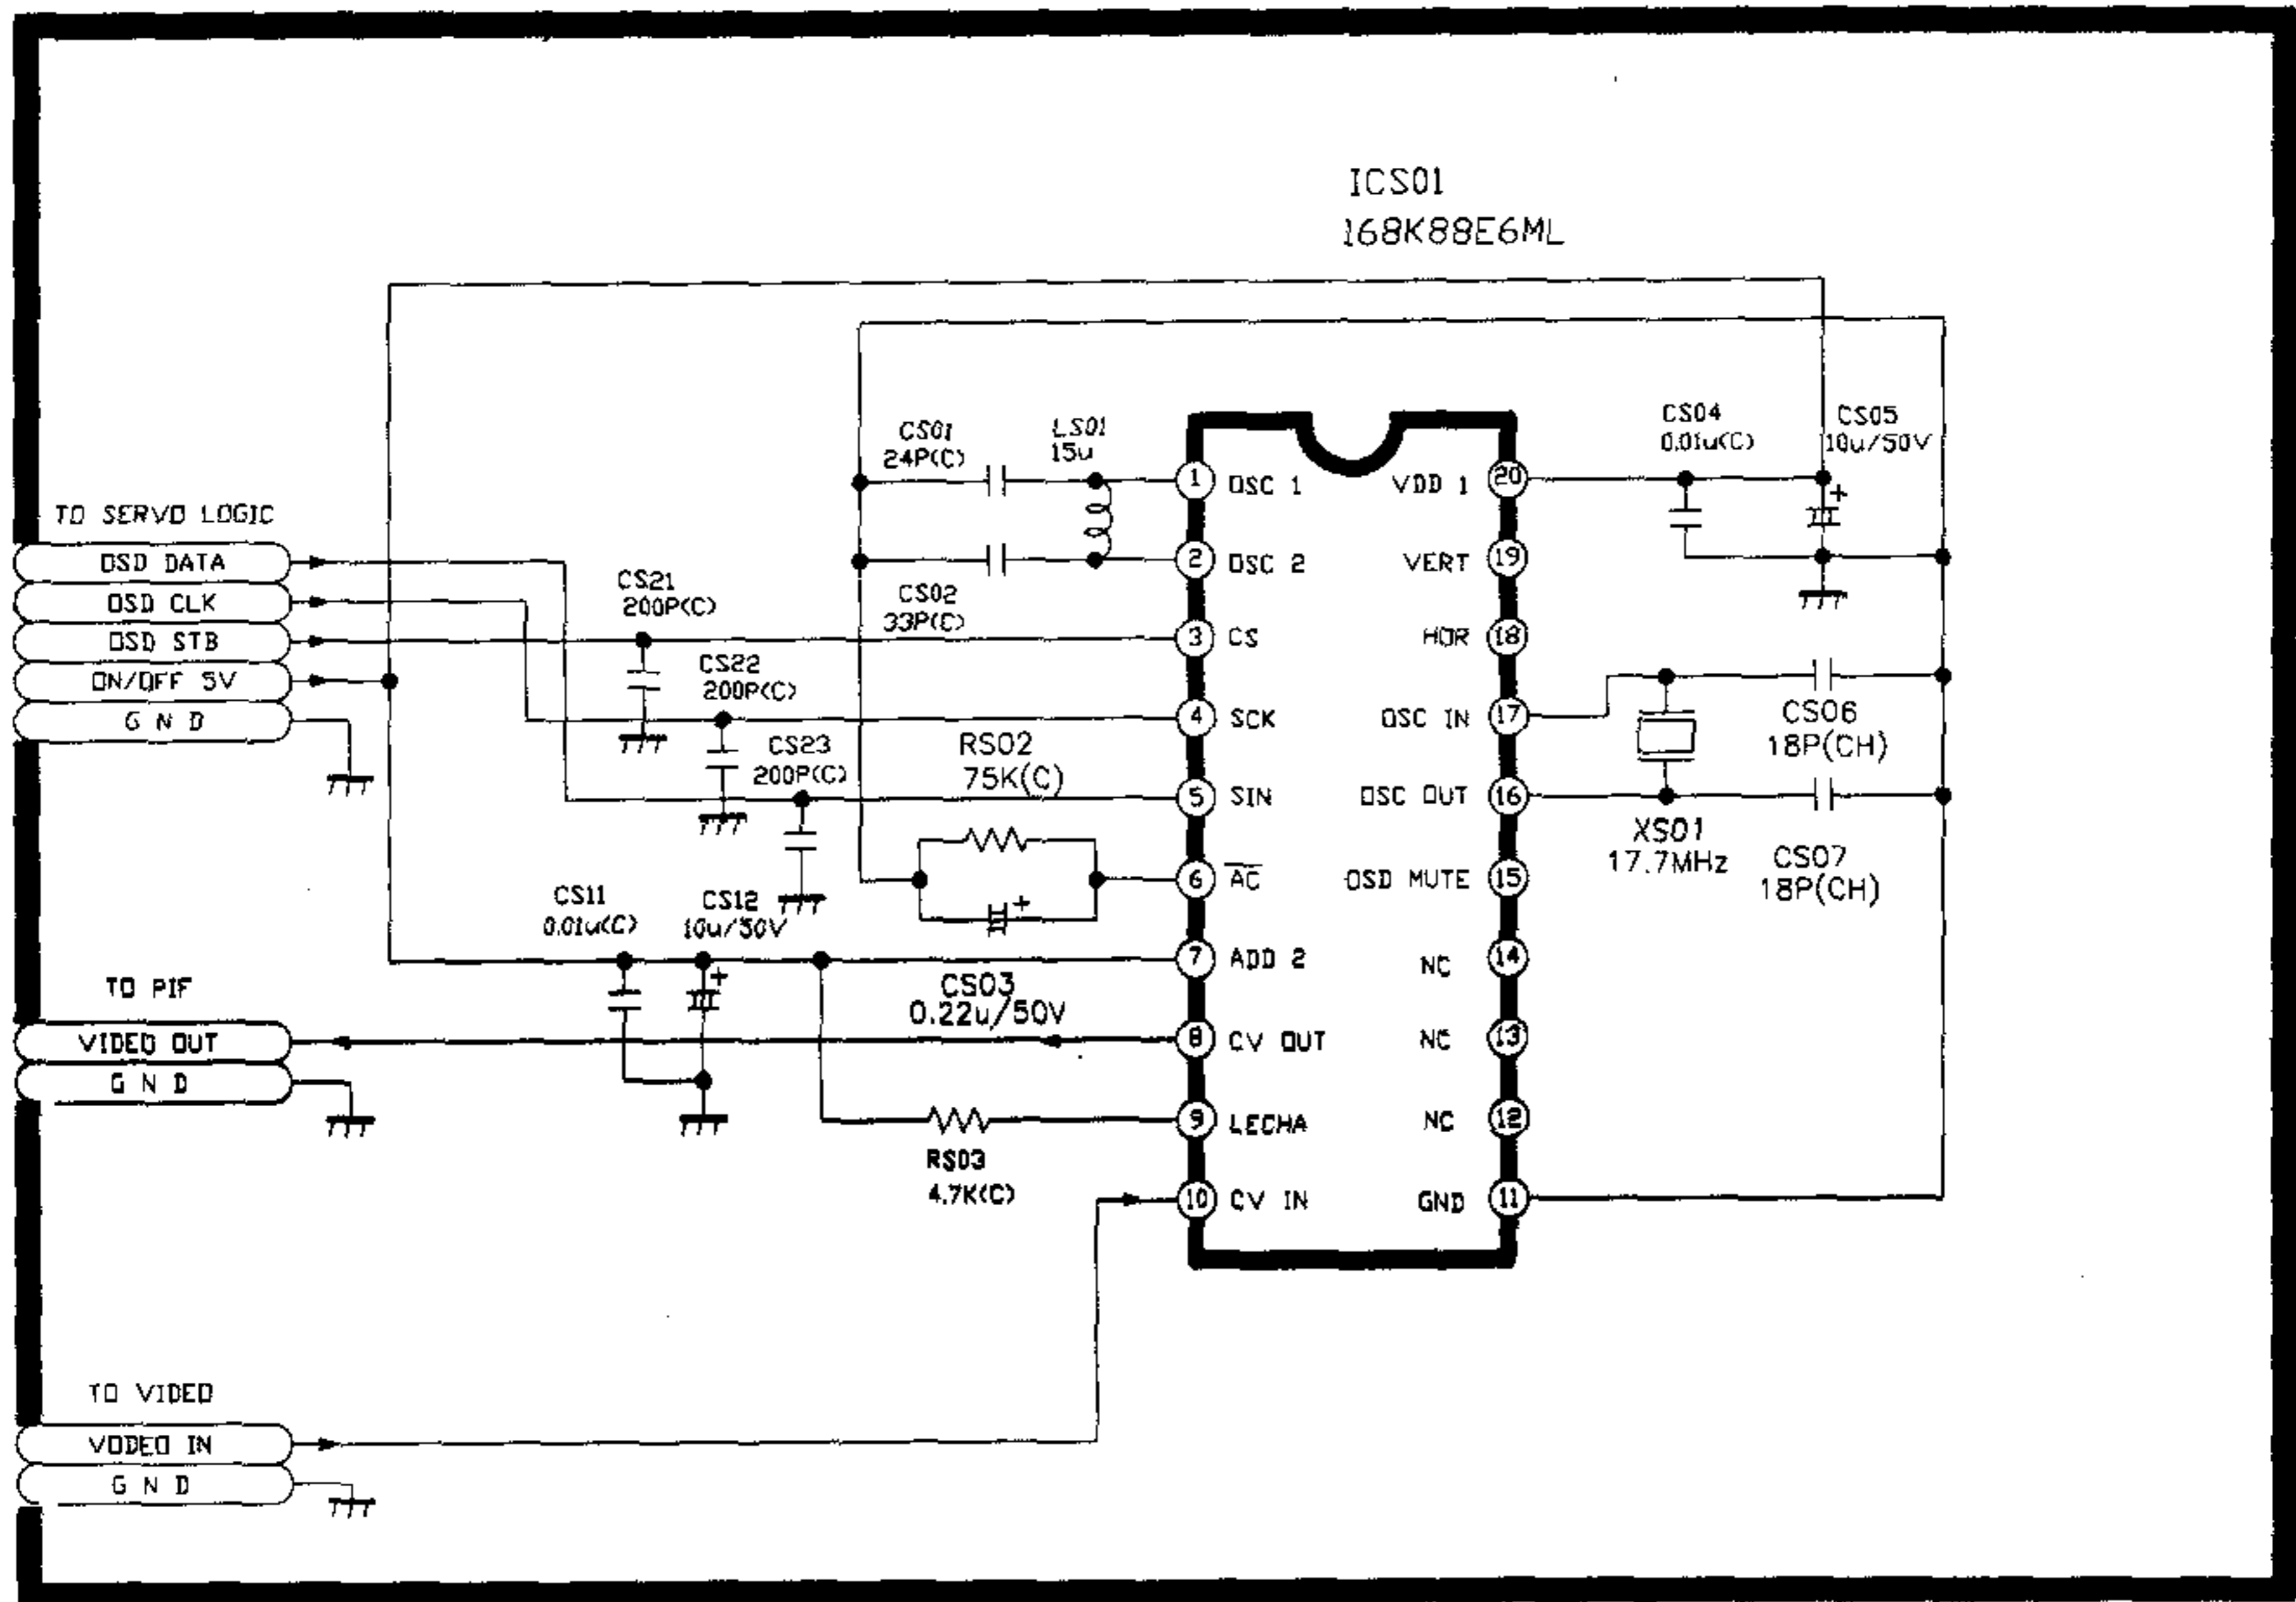 ICS01
168K88E6ML
CS01
24P(C)
LS01
15u
CS04
0.01u(C)
CS05
10u/50V
+
1
OSC 1
VDD 1
20
TO SERVO LOGIC
OSD DATA
OSD CLK
OSD STB
ON/OFF 5V
G N D
2
OSC 2
VERT
19
CS21
200P(C)
CS02
33P(C)
3
CS
HOR
18
CS22
200P(C)
4
SCK
OSC IN
17
CS06
18P(CH)
CS23
200P(C)
RS02
75K(C)
5
SIN
OSC OUT
16
XS01
17.7MHz
CS07
18P(CH)
6
AC
OSD MUTE
15
+
CS11
0.01u(C)
CS12
10u/50V
+
7
ADD 2
NC
14
CS03
0.22u/50V
TO PIF
VIDEO OUT
G N D
8
CV OUT
NC
13
9
LECHA
NC
12
RS03
4.7K(C)
10
CV IN
GND
11
TO VIDEO
VODEO IN
G N D